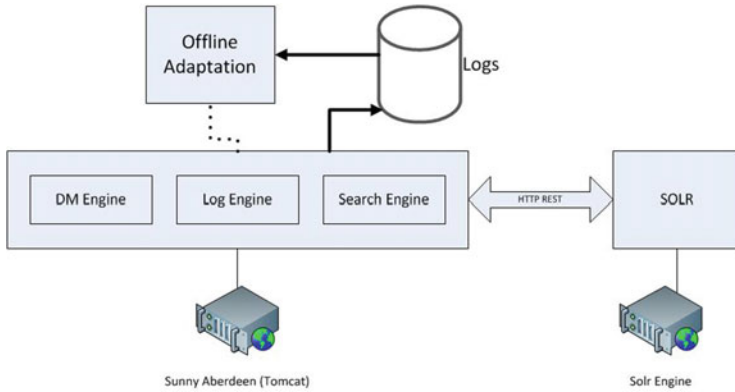 Offline
Adaptation
Logs
DM Engine
Log Engine
Search Engine
HTTP REST
SOLR
Sunny Aberdeen (Tomcat)
Solr Engine